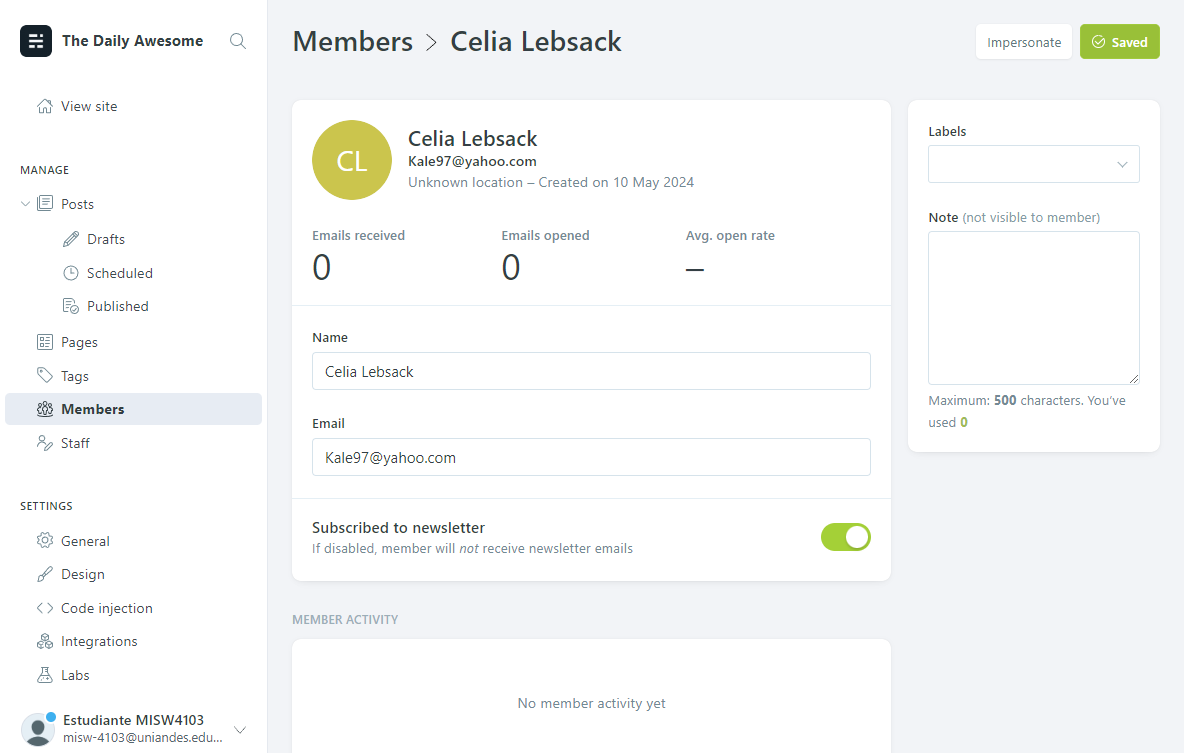 The Daily Awesome
View site
MANAGE
Posts
Drafts
Scheduled
Published
Pages
Tags
Members
Staff
SETTINGS
General
Design
Code injection
Integrations
Labs
Estudiante MISW4103
misw-4103@uniandes.edu...
Members > Celia Lebsack
Impersonate
Saved
CL
Celia Lebsack
Kale97@yahoo.com
Unknown location – Created on 10 May 2024
Emails received
0
Emails opened
0
Avg. open rate
–
Name
Celia Lebsack
Email
Kale97@yahoo.com
Subscribed to newsletter
If disabled, member will not receive newsletter emails
MEMBER ACTIVITY
No member activity yet
Labels
Note (not visible to member)
Maximum: 500 characters. You’ve
used 0